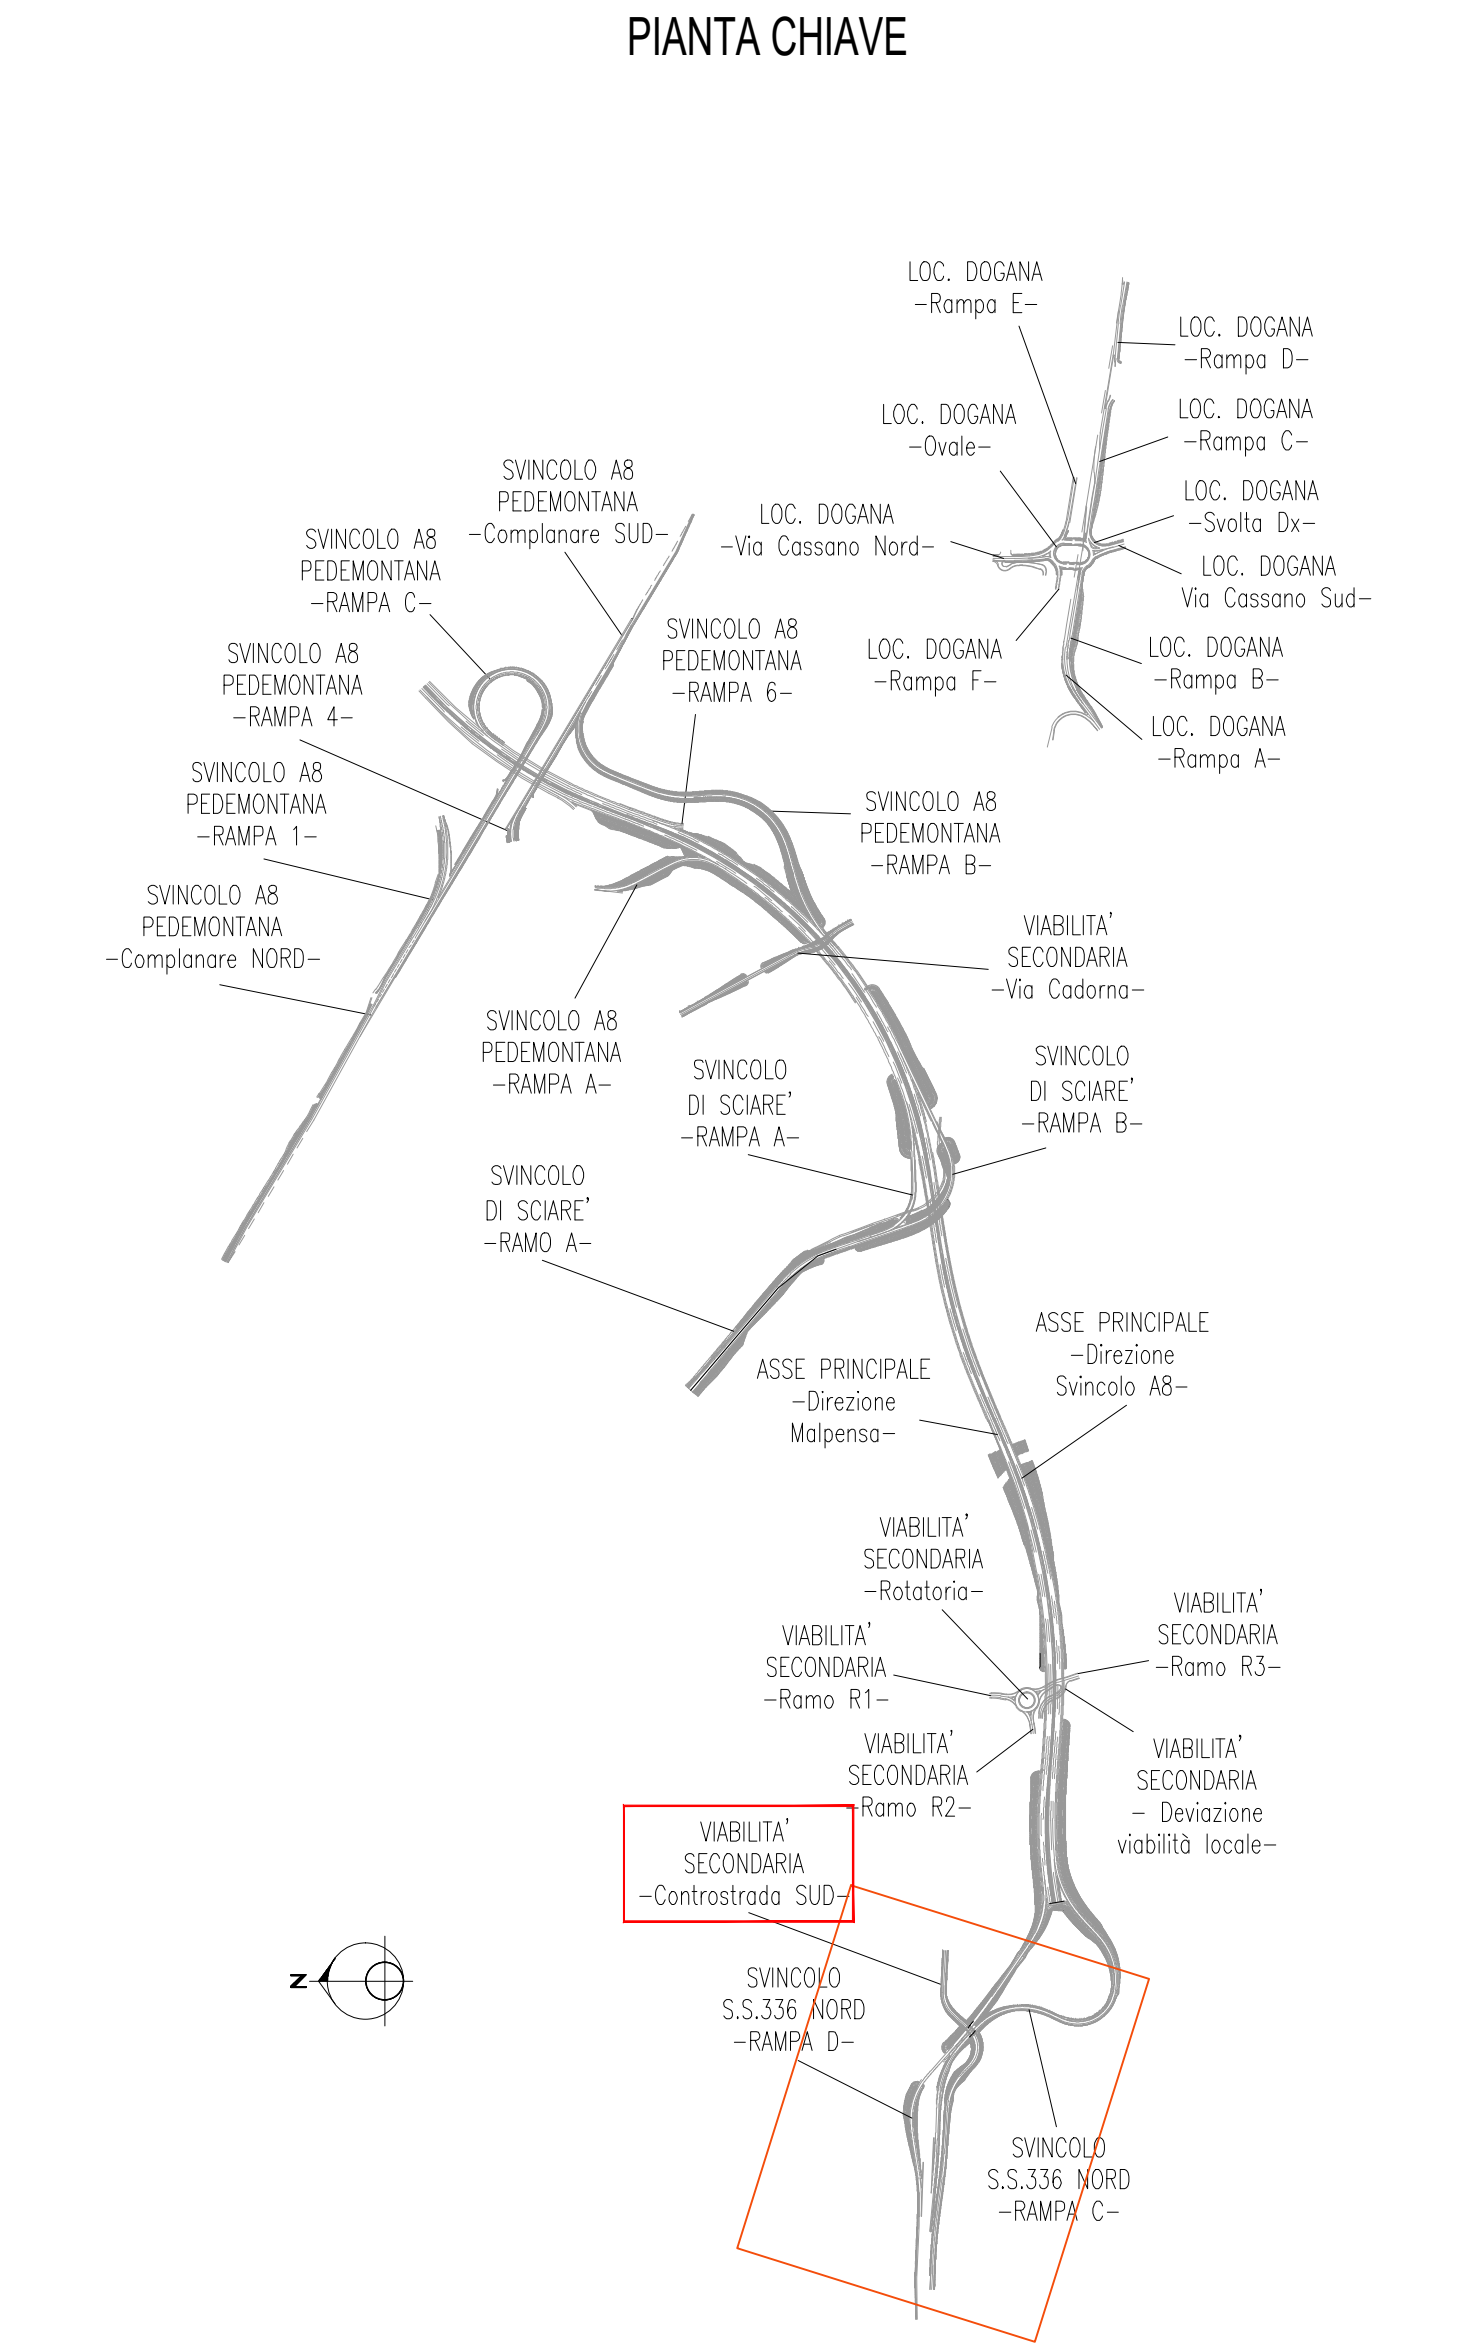 PIANTA CHIAVE
LOC. DOGANA
-Rampa E-
LOC. DOGANA
-Rampa D-
LOC. DOGANA
-Ovale-
LOC. DOGANA
-Rampa C-
SVINCOLO A8
PEDEMONTANA
-Complanare SUD-
LOC. DOGANA
-Via Cassano Nord-
LOC. DOGANA
-Svolta Dx-
SVINCOLO A8
PEDEMONTANA
-RAMPA C-
LOC. DOGANA
Via Cassano Sud-
SVINCOLO A8
PEDEMONTANA
-RAMPA 4-
SVINCOLO A8
PEDEMONTANA
-RAMPA 6-
LOC. DOGANA
-Rampa F-
LOC. DOGANA
-Rampa B-
LOC. DOGANA
-Rampa A-
SVINCOLO A8
PEDEMONTANA
-RAMPA 1-
SVINCOLO A8
PEDEMONTANA
-RAMPA B-
SVINCOLO A8
PEDEMONTANA
-Complanare NORD-
VIABILITA'
SECONDARIA
-Via Cadorna-
SVINCOLO A8
PEDEMONTANA
-RAMPA A-
SVINCOLO
DI SCIARE'
-RAMPA A-
SVINCOLO
DI SCIARE'
-RAMPA B-
SVINCOLO
DI SCIARE'
-RAMO A-
ASSE PRINCIPALE
-Direzione
Svincolo A8-
ASSE PRINCIPALE
-Direzione
Malpensa-
VIABILITA'
SECONDARIA
-Rotatoria-
VIABILITA'
SECONDARIA
-Ramo R3-
VIABILITA'
SECONDARIA
-Ramo R1-
VIABILITA'
SECONDARIA
-Ramo R2-
VIABILITA'
SECONDARIA
- Deviazione
viabilità locale-
VIABILITA'
SECONDARIA
-Controstrada SUD-
N
SVINCOLO
S.S.336 NORD
-RAMPA D-
SVINCOLO
S.S.336 NORD
-RAMPA C-